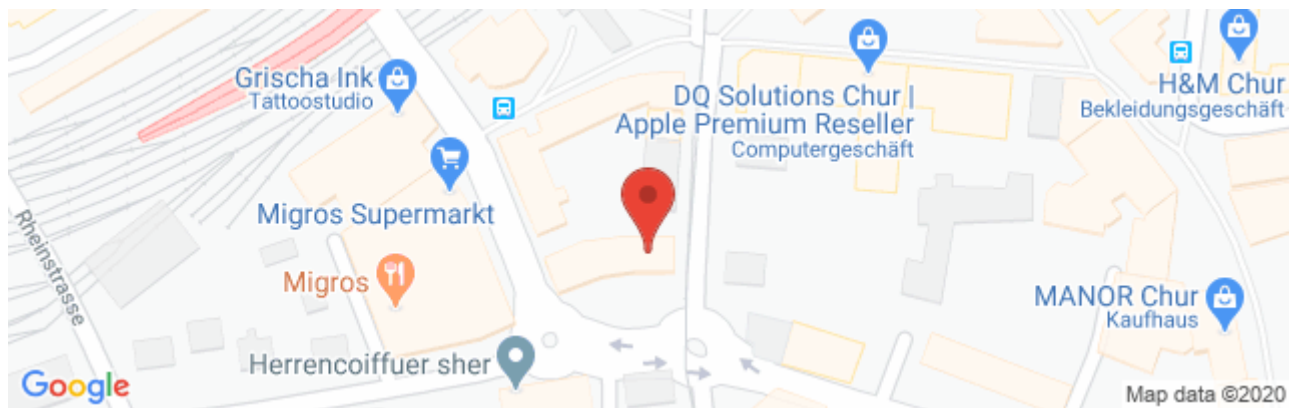 Grischa Ink
Tattoostudio
DQ Solutions Chur |
Apple Premium Reseller
Computergeschäft
H&M Chur
Bekleidungsgeschäft
Migros Supermarkt
Rheinstrasse
Migros
MANOR Chur
Kaufhaus
Herrencoiffuer sher
Google
Map data ©2020